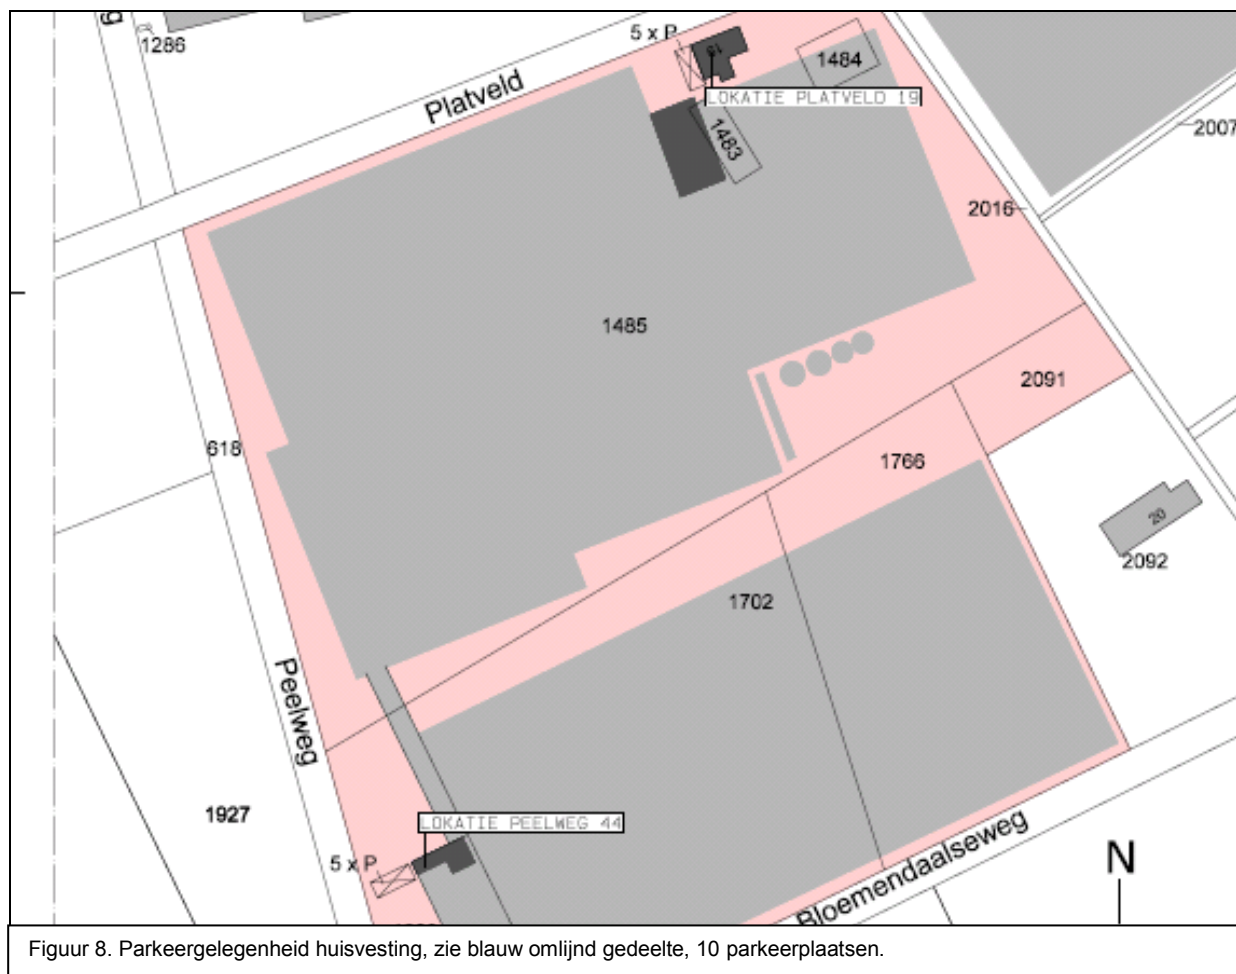 g
1286
5 x P
Platveld
19
1484
LOKATIE PLATVELD 19
1483
2007
2016
1485
2091
618
1766
20
2092
1702
Peelweg
1927
LOKATIE PEELWEG 44
5 x P
Bloemendaalseweg
N
Figuur 8. Parkeergelegenheid huisvesting, zie blauw omlijnd gedeelte, 10 parkeerplaatsen.